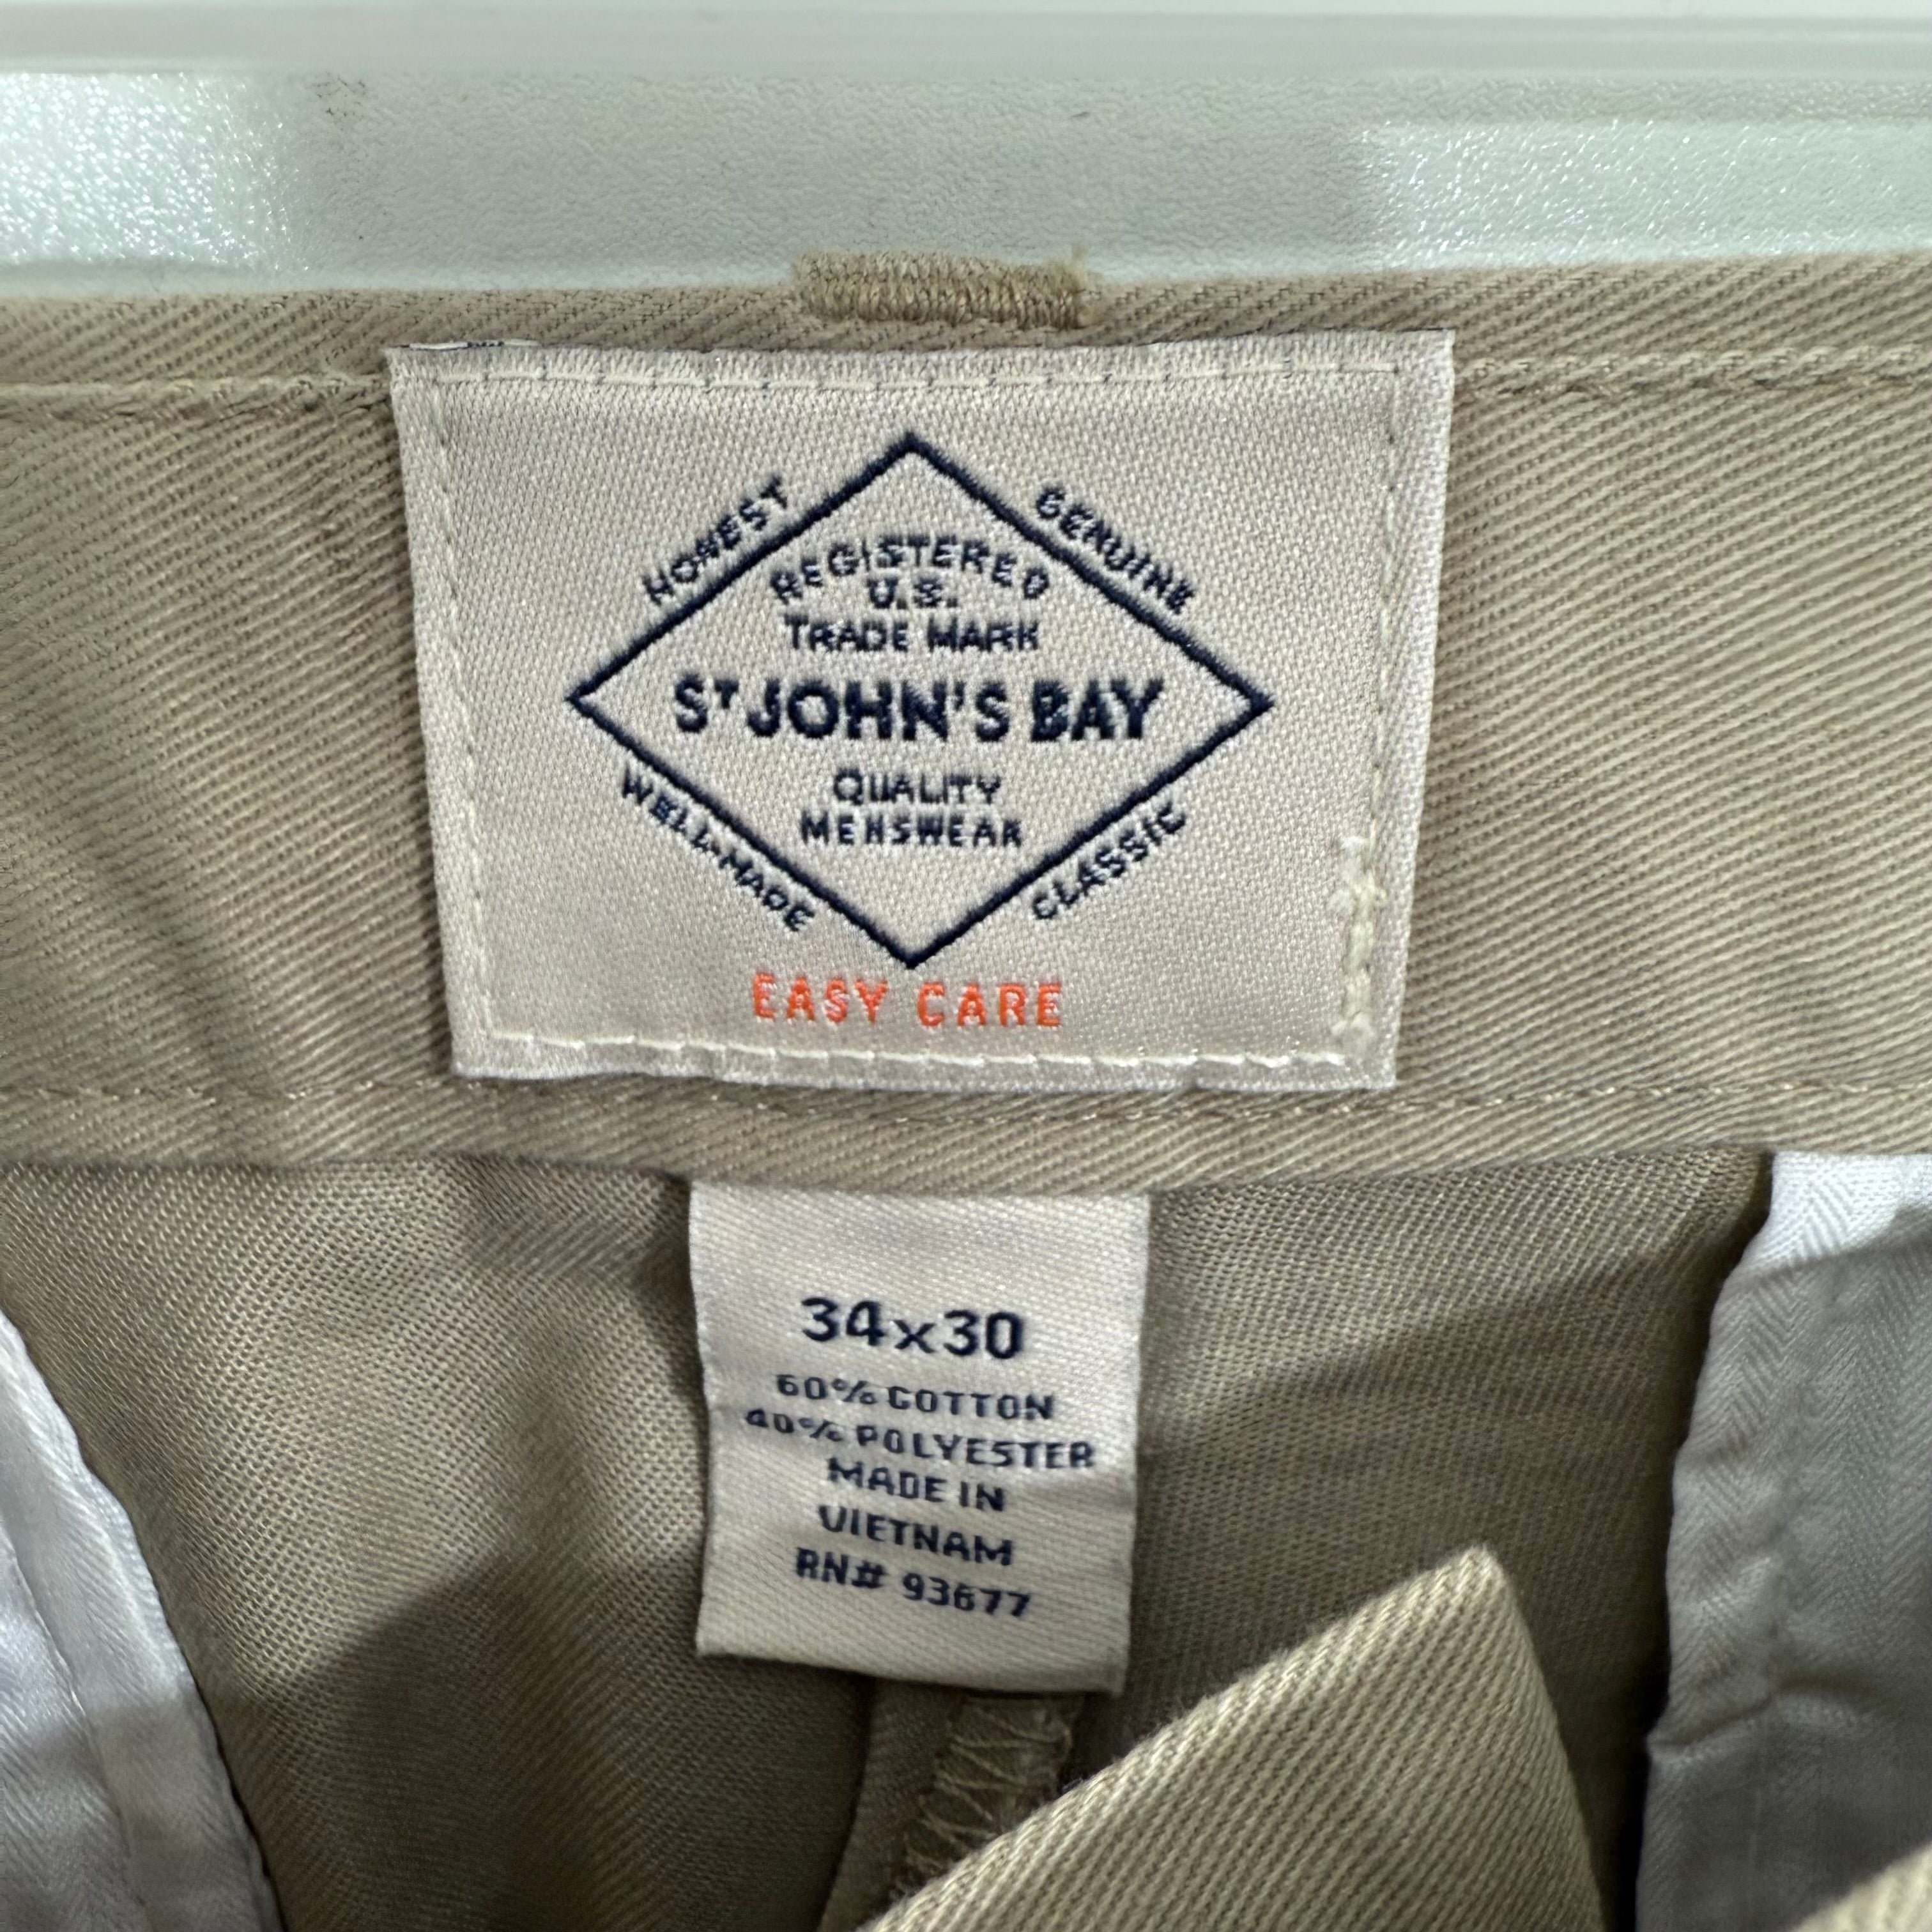 HONEST
GENUINE
REGISTERED
U.S.
TRADE MARK
ST JOHN'S BAY
QUALITY
MENSWEAR
WELL-MADE
CLASSIC
EASY CARE
34x30
60% COTTON
40% POLYESTER
MADE IN
VIETNAM
RN# 93677